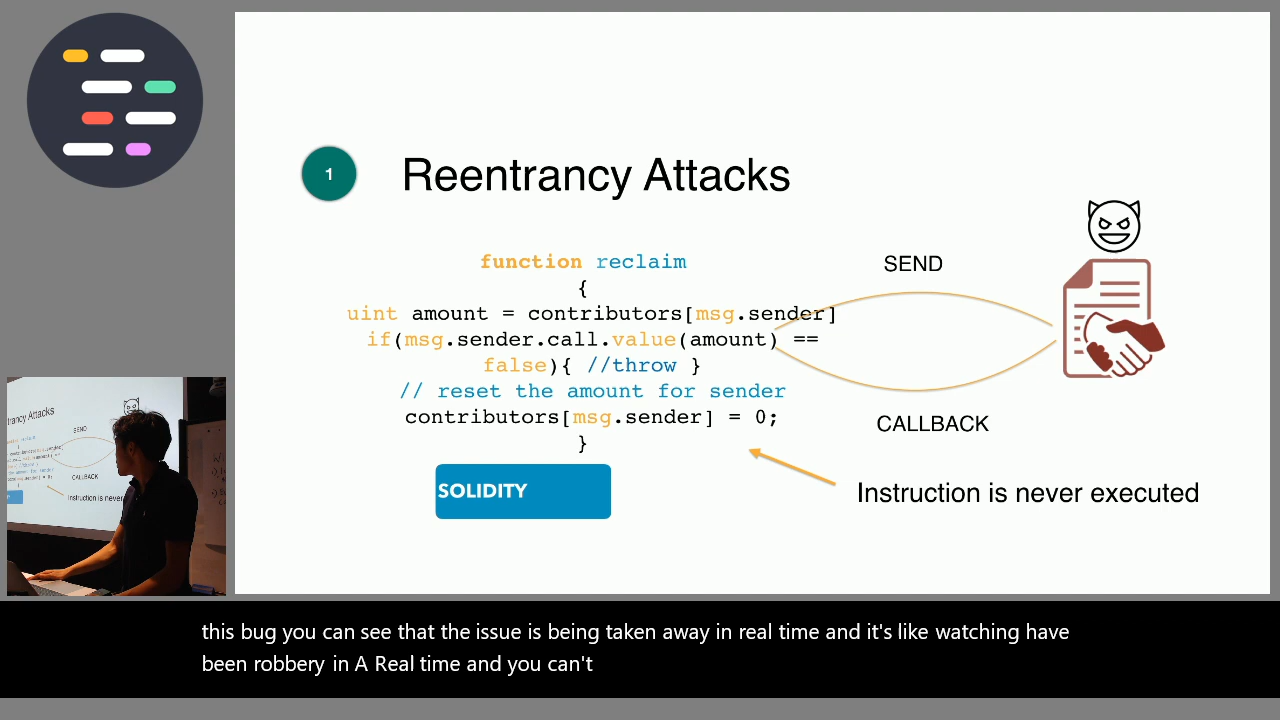 1
Reentrancy Attacks
function reclaim
{
uint amount = contributors[msg.sender]
if(msg.sender.call.value(amount) ==
false){ //throw }
// reset the amount for sender
contributors[msg.sender] = 0;
}
SOLIDITY
SEND
CALLBACK
Instruction is never executed
this bug you can see that the issue is being taken away in real time and it's like watching have
been robbery in A Real time and you can't